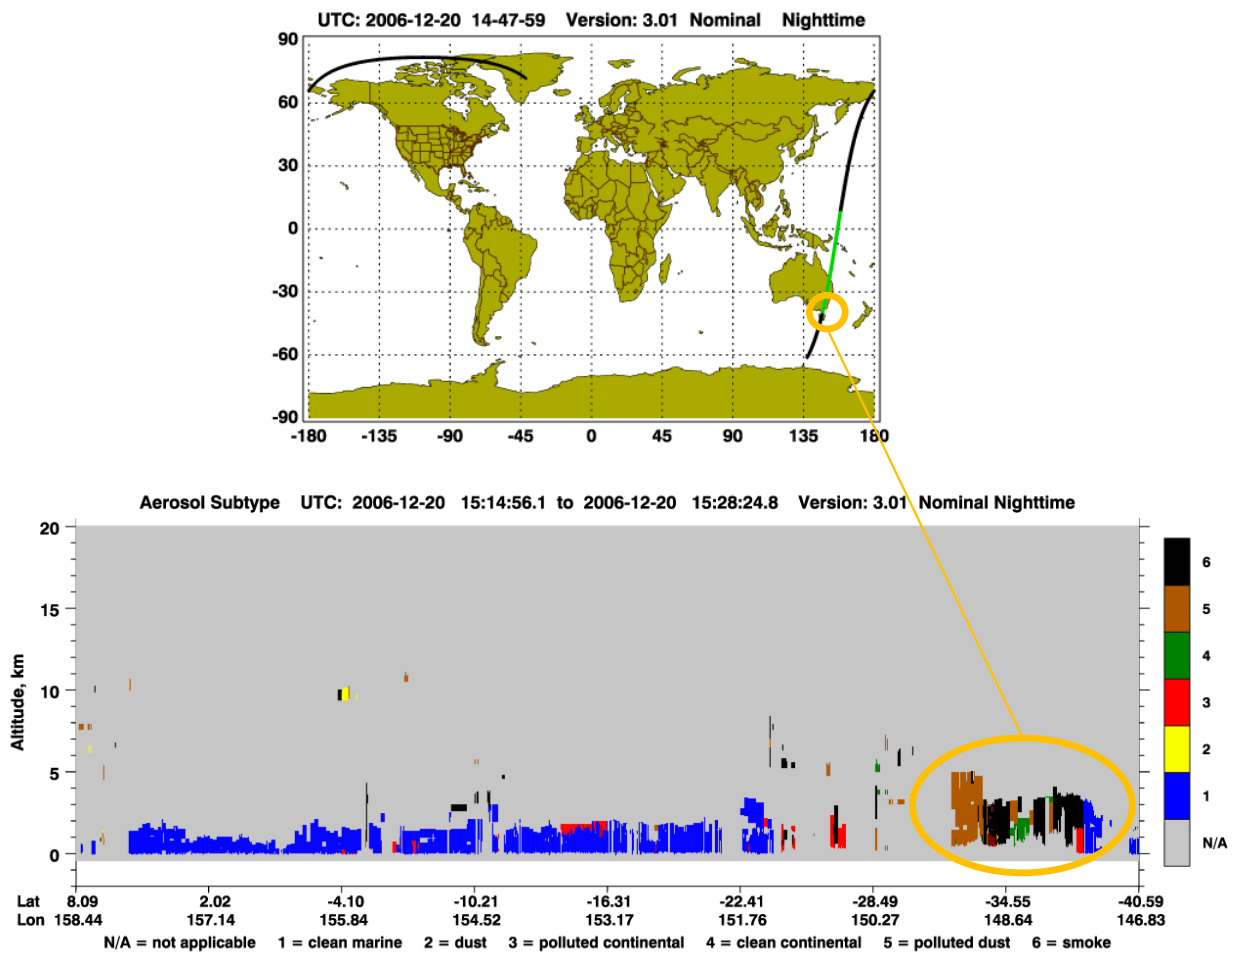 UTC: 2006-12-20 14-47-59 Version: 3.01 Nominal Nighttime
90
60
30
0
-30
-60
-90
-180 -135 -90 -45 0 45 90 135 180
Aerosol Subtype UTC: 2006-12-20 15:14:56.1 to 2006-12-20 15:28:24.8 Version: 3.01 Nominal Nighttime
Altitude, km
20
15
10
5
0
6
5
4
3
2
1
N/A
Lat 8.09 2.02 -4.10 -10.21 -16.31 -22.41 -28.49 -34.55 -40.59
Lon 158.44 157.14 155.84 154.52 153.17 151.76 150.27 148.64 146.83
N/A = not applicable 1 = clean marine 2 = dust 3 = polluted continental 4 = clean continental 5 = polluted dust 6 = smoke